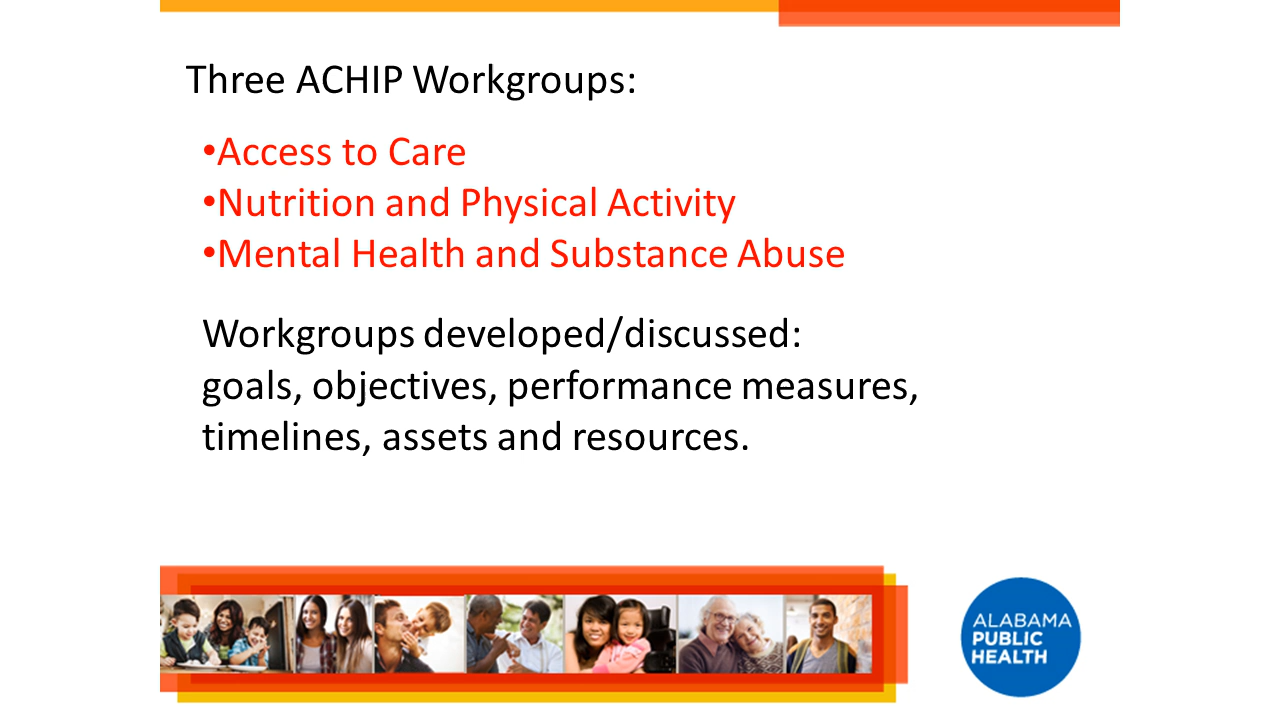 Three ACHIP Workgroups:
•Access to Care
•Nutrition and Physical Activity
•Mental Health and Substance Abuse
Workgroups developed/discussed:
goals, objectives, performance measures,
timelines, assets and resources.
ALABAMA
PUBLIC
HEALTH